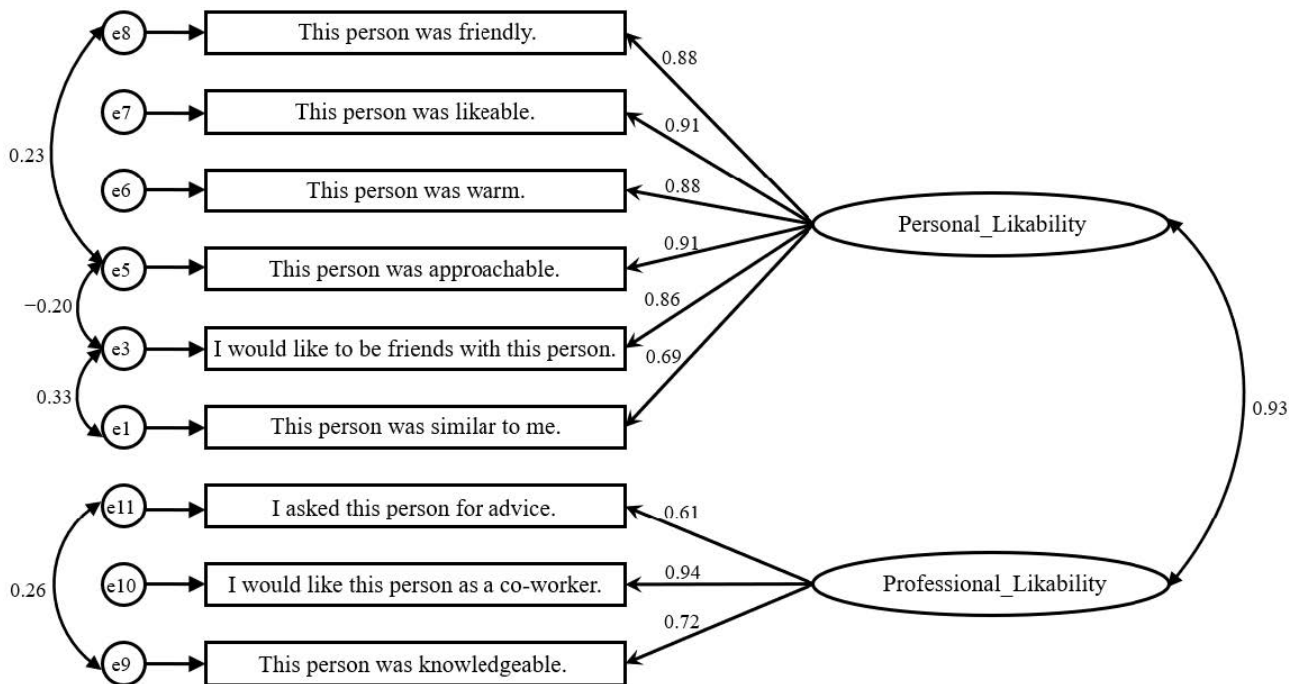 e8
This person was friendly.
0.88
e7
This person was likeable.
0.91
0.23
e6
This person was warm.
0.88
Personal_Likability
e5
This person was approachable.
0.91
−0.20
0.86
e3
I would like to be friends with this person.
0.69
0.33
e1
This person was similar to me.
0.93
e11
I asked this person for advice.
0.61
0.26
e10
I would like this person as a co-worker.
0.94
Professional_Likability
0.72
e9
This person was knowledgeable.